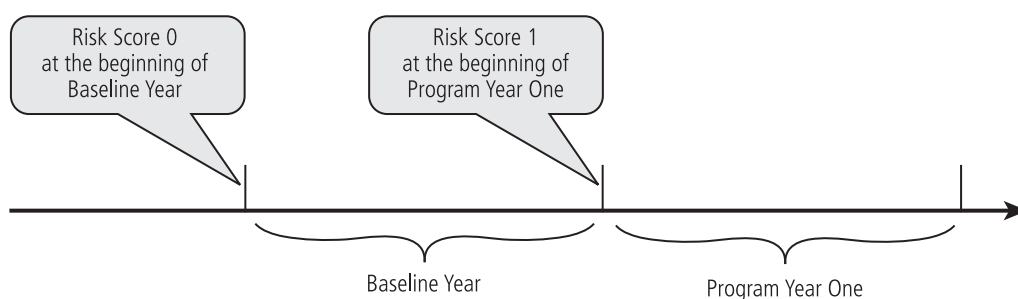 Risk Score 0
at the beginning of
Baseline Year
Risk Score 1
at the beginning of
Program Year One
Baseline Year
Program Year One